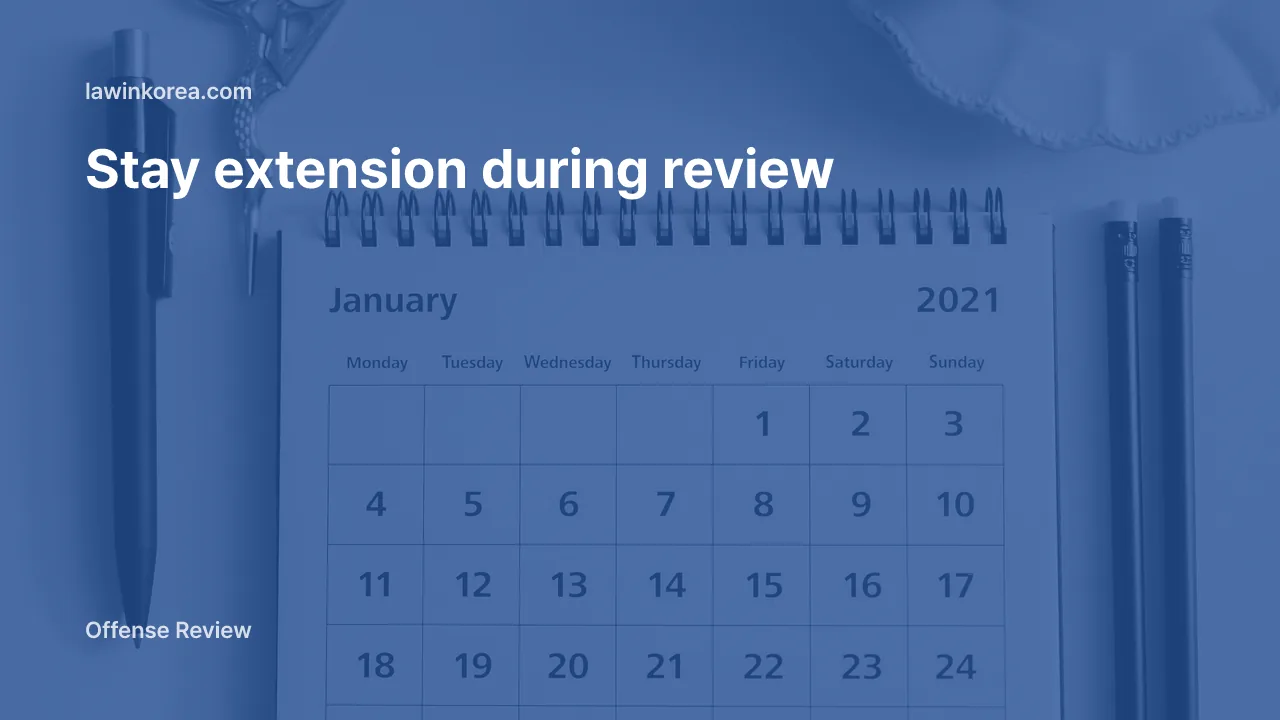 lawinkorea.com
Stay extension during review
January 2021
Monday Tuesday Wednesday Thursday Friday Saturday Sunday
1 2 3
4 5 6 7 8 9 10
11 12 13 14 15 16 17
18 19 20 21 22 23 24
Offense Review